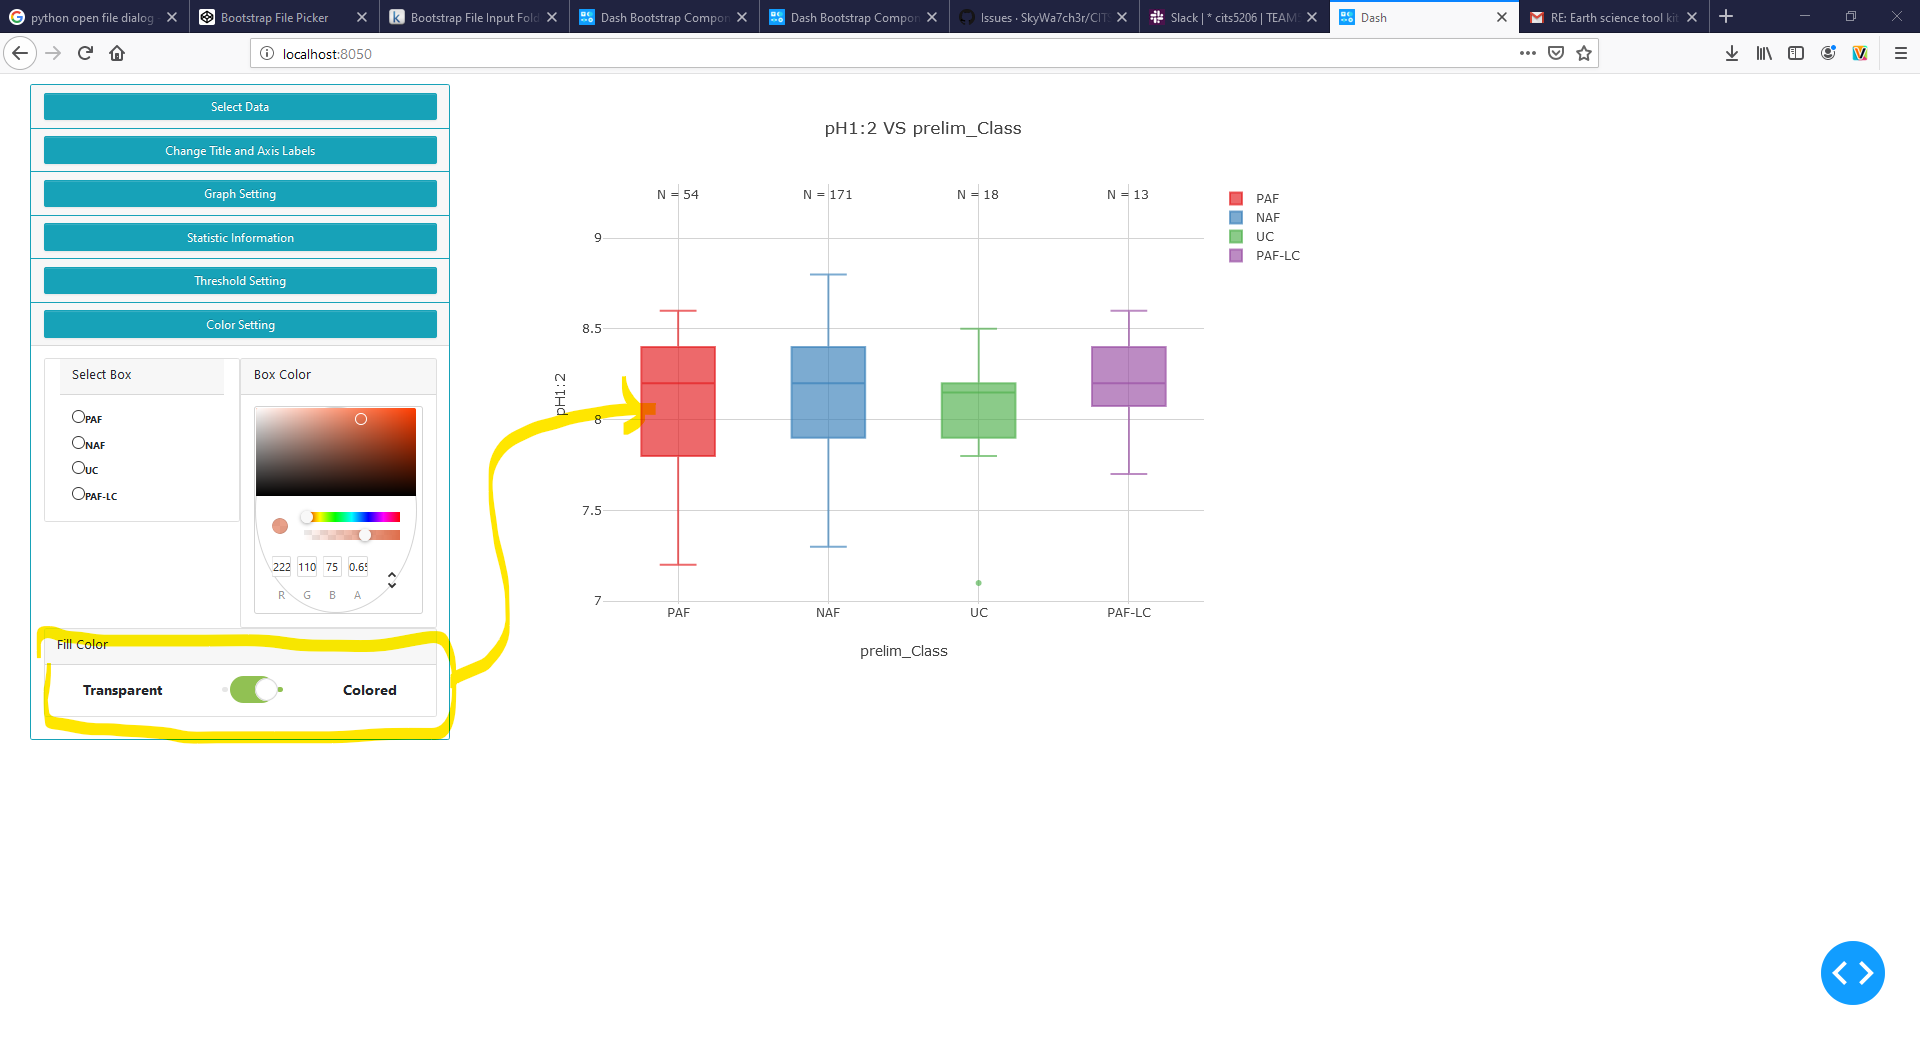 python open file dialog
Bootstrap File Picker
Bootstrap File Input Fold
Dash Bootstrap Compon
Dash Bootstrap Compon
Issues · SkyWa7ch3r/CIT
Slack | * cits5206 | TEAM
Dash
RE: Earth science tool kit
localhost:8050
Select Data
Change Title and Axis Labels
Graph Setting
Statistic Information
Threshold Setting
Color Setting
Select Box
PAF
NAF
UC
PAF-LC
Box Color
222 110 75 0.65
R G B A
Fill Color
Transparent Colored
pH1:2 VS prelim_Class
N = 54 N = 171 N = 18 N = 13
PAF
NAF
UC
PAF-LC
9
8.5
8
7.5
7
pH1:2
PAF NAF UC PAF-LC
prelim_Class